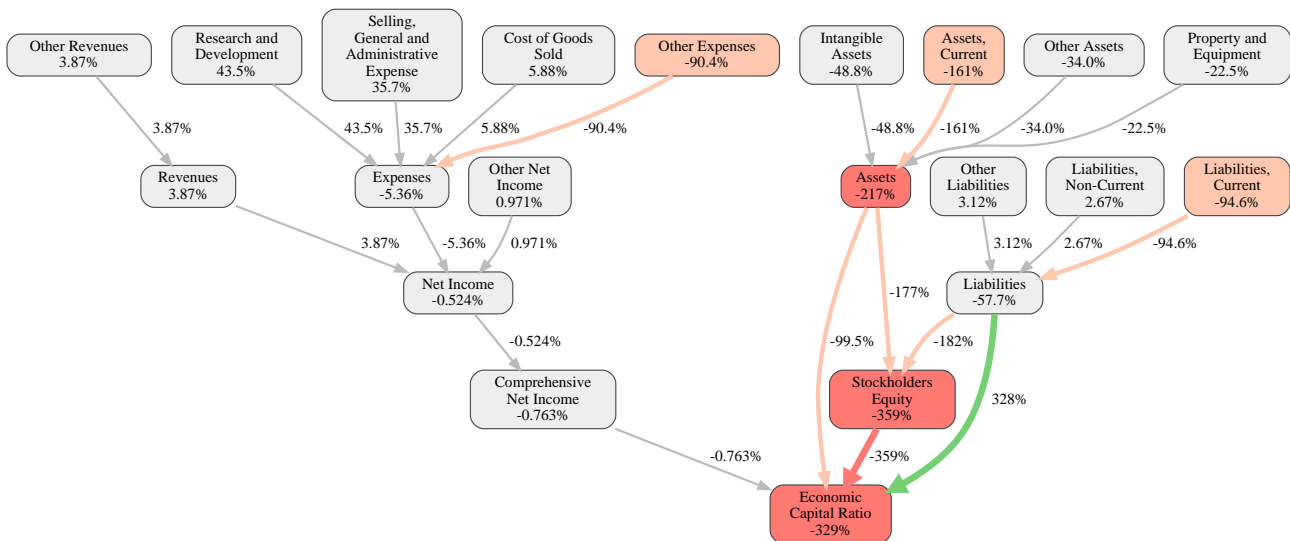 Other Revenues
3.87%
Research and
Development
43.5%
Selling,
General and
Administrative
Expense
35.7%
Cost of Goods
Sold
5.88%
Other Expenses
-90.4%
Intangible
Assets
-48.8%
Assets,
Current
-161%
Other Assets
-34.0%
Property and
Equipment
-22.5%
3.87%
43.5%
35.7%
5.88%
-90.4%
-48.8%
-161%
-34.0%
-22.5%
Revenues
3.87%
Expenses
-5.36%
Other Net
Income
0.971%
Assets
-217%
Other
Liabilities
3.12%
Liabilities,
Non-Current
2.67%
Liabilities,
Current
-94.6%
3.87%
-5.36%
0.971%
3.12%
2.67%
-94.6%
Net Income
-0.524%
-177%
Liabilities
-57.7%
-0.524%
-99.5%
-182%
Comprehensive
Net Income
-0.763%
Stockholders
Equity
-359%
328%
-0.763%
-359%
Economic
Capital Ratio
-329%